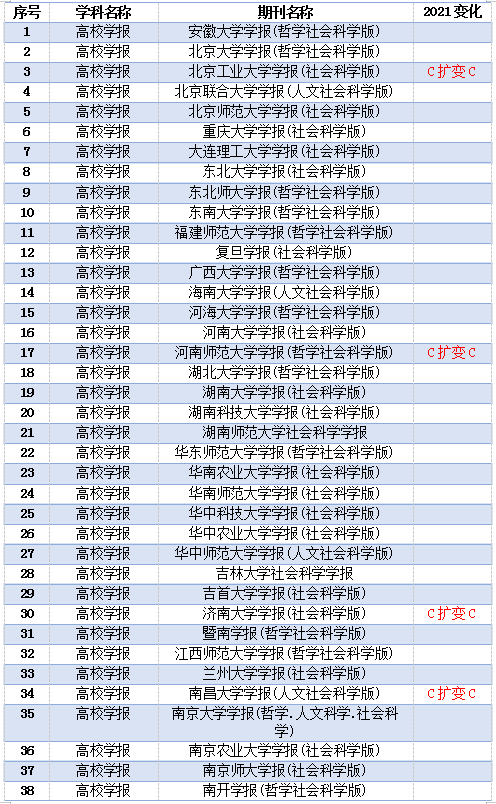 序号 学科名称 期刊名称 2021 变化
1 高校学报 安徽大学学报(哲学社会科学版)
2 高校学报 北京大学学报(哲学社会科学版)
3 高校学报 北京工业大学学报(社会科学版) C 扩变 C
4 高校学报 北京联合大学学报(人文社会科学版)
5 高校学报 北京师范大学学报(社会科学版)
6 高校学报 重庆大学学报(社会科学版)
7 高校学报 大连理工大学学报(社会科学版)
8 高校学报 东北大学学报(社会科学版)
9 高校学报 东北师大学报(哲学社会科学版)
10 高校学报 东南大学学报(哲学社会科学版)
11 高校学报 福建师范大学学报(哲学社会科学版)
12 高校学报 复旦学报(社会科学版)
13 高校学报 广西大学学报(哲学社会科学版)
14 高校学报 海南大学学报(人文社会科学版)
15 高校学报 河海大学学报(哲学社会科学版)
16 高校学报 河南大学学报(社会科学版)
17 高校学报 河南师范大学学报(哲学社会科学版) C 扩变 C
18 高校学报 湖北大学学报(哲学社会科学版)
19 高校学报 湖南大学学报(社会科学版)
20 高校学报 湖南科技大学学报(社会科学版)
21 高校学报 湖南师范大学社会科学学报
22 高校学报 华东师范大学学报(哲学社会科学版)
23 高校学报 华南农业大学学报(社会科学版)
24 高校学报 华南师范大学学报(社会科学版)
25 高校学报 华中科技大学学报(社会科学版)
26 高校学报 华中农业大学学报(社会科学版)
27 高校学报 华中师范大学学报(人文社会科学版)
28 高校学报 吉林大学社会科学学报
29 高校学报 吉首大学学报(社会科学版)
30 高校学报 济南大学学报(社会科学版) C 扩变 C
31 高校学报 暨南学报(哲学社会科学版)
32 高校学报 江西师范大学学报(哲学社会科学版)
33 高校学报 兰州大学学报(社会科学版)
34 高校学报 南昌大学学报(人文社会科学版) C 扩变 C
35 高校学报 南京大学学报(哲学.人文科学.社会科
学)
36 高校学报 南京农业大学学报(社会科学版)
37 高校学报 南京师大学报(社会科学版)
38 高校学报 南开学报(哲学社会科学版)